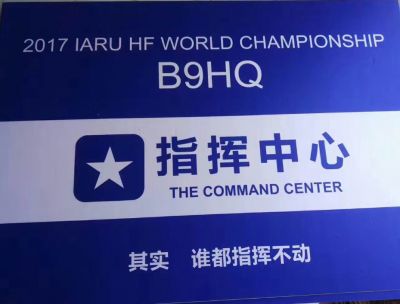 2017 IARU HF WORLD CHAMPIONSHIP
B9HQ
指挥中心
THE COMMAND CENTER
其实 谁都指挥不动